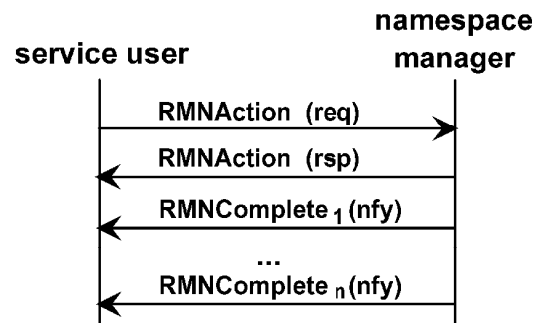 namespace
service user manager
RMNAction (req)
RMNAction (rsp)
RMNComplete 1 (nfy)
...
RMNComplete n (nfy)